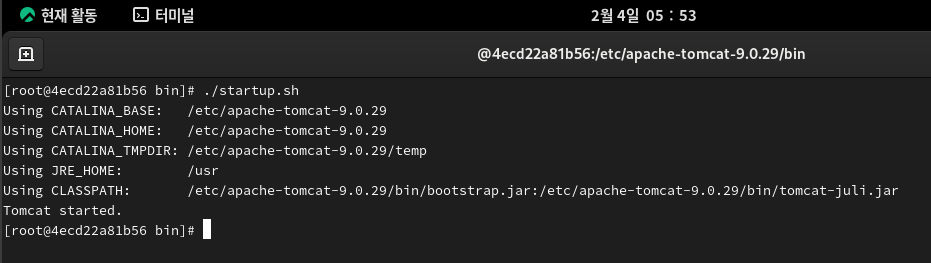 현재 활동 터미널 2월 4일 05 : 53
@4ecd22a81b56:/etc/apache-tomcat-9.0.29/bin
[root@4ecd22a81b56 bin]# ./startup.sh
Using CATALINA_BASE:   /etc/apache-tomcat-9.0.29
Using CATALINA_HOME:   /etc/apache-tomcat-9.0.29
Using CATALINA_TMPDIR: /etc/apache-tomcat-9.0.29/temp
Using JRE_HOME:        /usr
Using CLASSPATH:       /etc/apache-tomcat-9.0.29/bin/bootstrap.jar:/etc/apache-tomcat-9.0.29/bin/tomcat-juli.jar
Tomcat started.
[root@4ecd22a81b56 bin]#